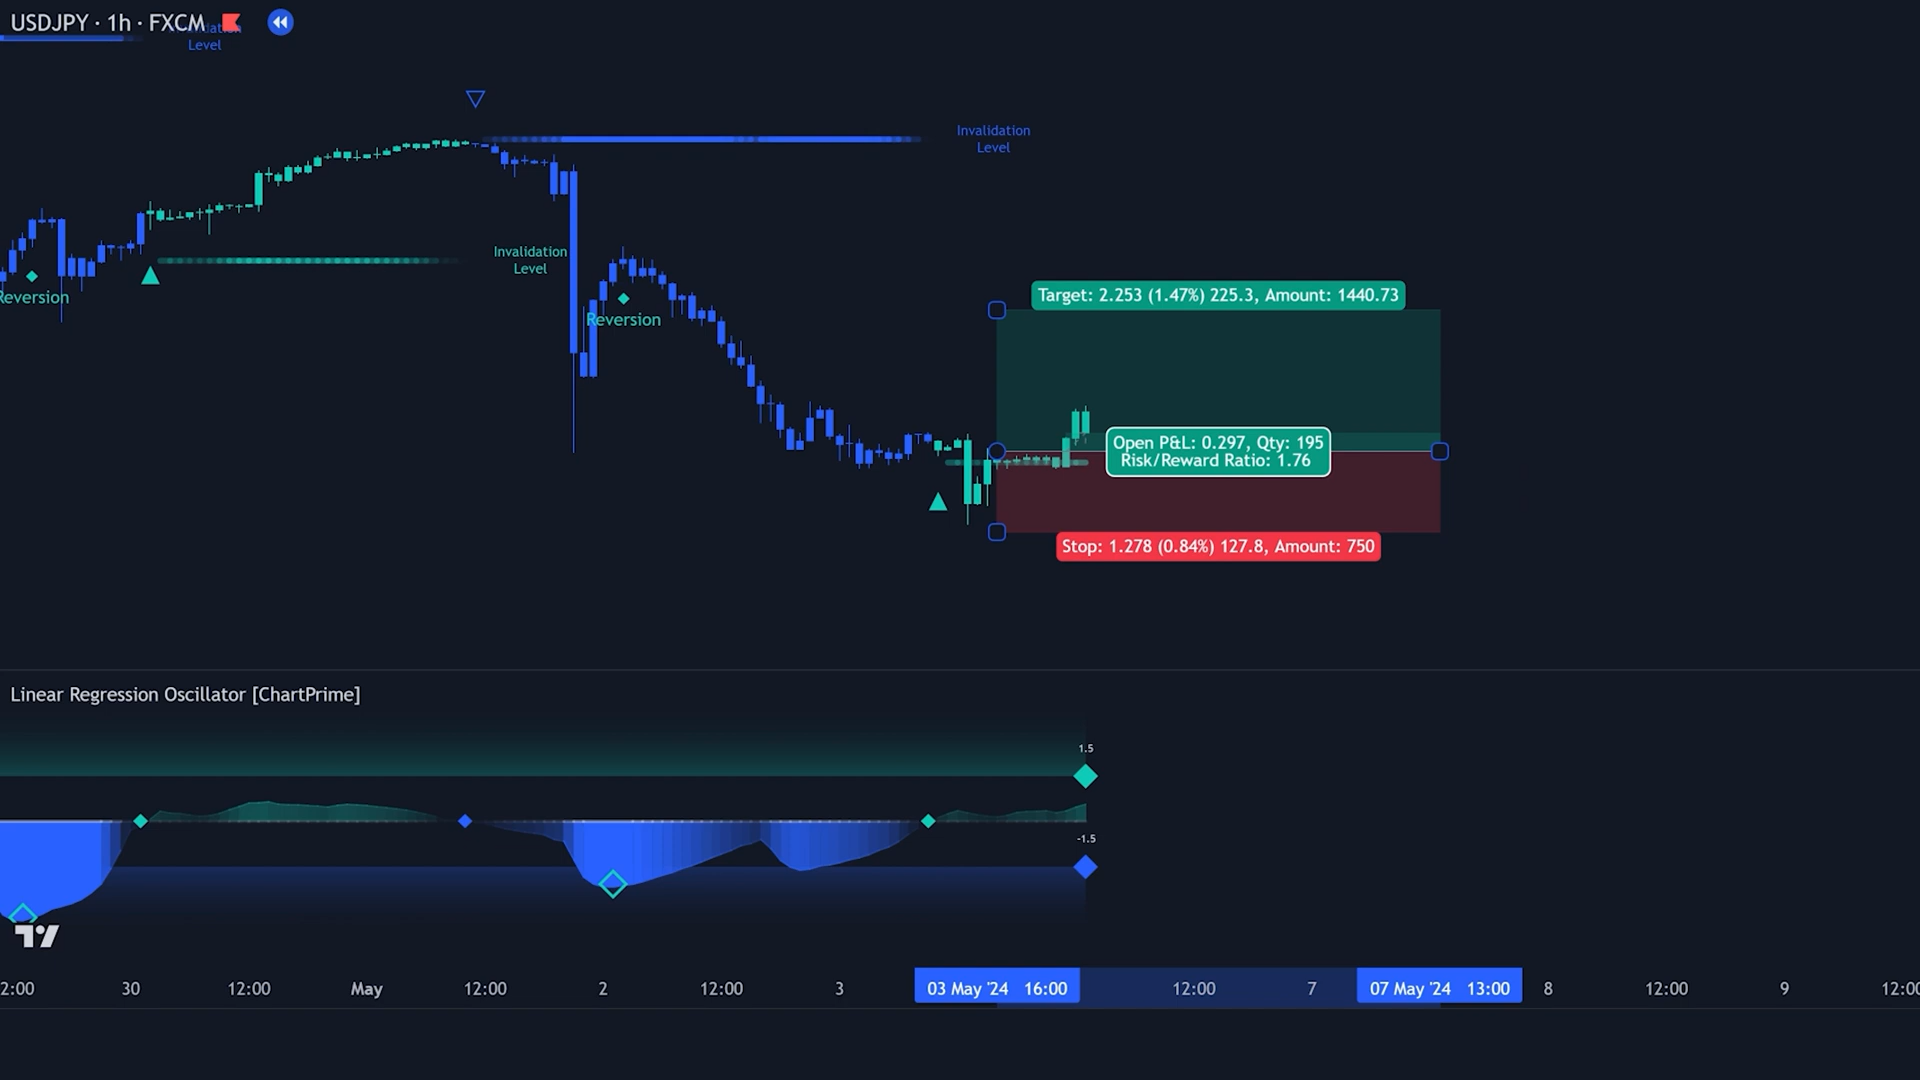 USDJPY · 1h · FXCM
Invalidation
Level
Invalidation
Level
Invalidation
Level
Reversion
Reversion
Target: 2.253 (1.47%) 225.3, Amount: 1440.73
Open P&L: 0.297, Qty: 195
Risk/Reward Ratio: 1.76
Stop: 1.278 (0.84%) 127.8, Amount: 750
Linear Regression Oscillator [ChartPrime]
1.5
-1.5
2:00 30 12:00 May 12:00 2 12:00 3 03 May '24 16:00 12:00 7 07 May '24 13:00 8 12:00 9 12:00